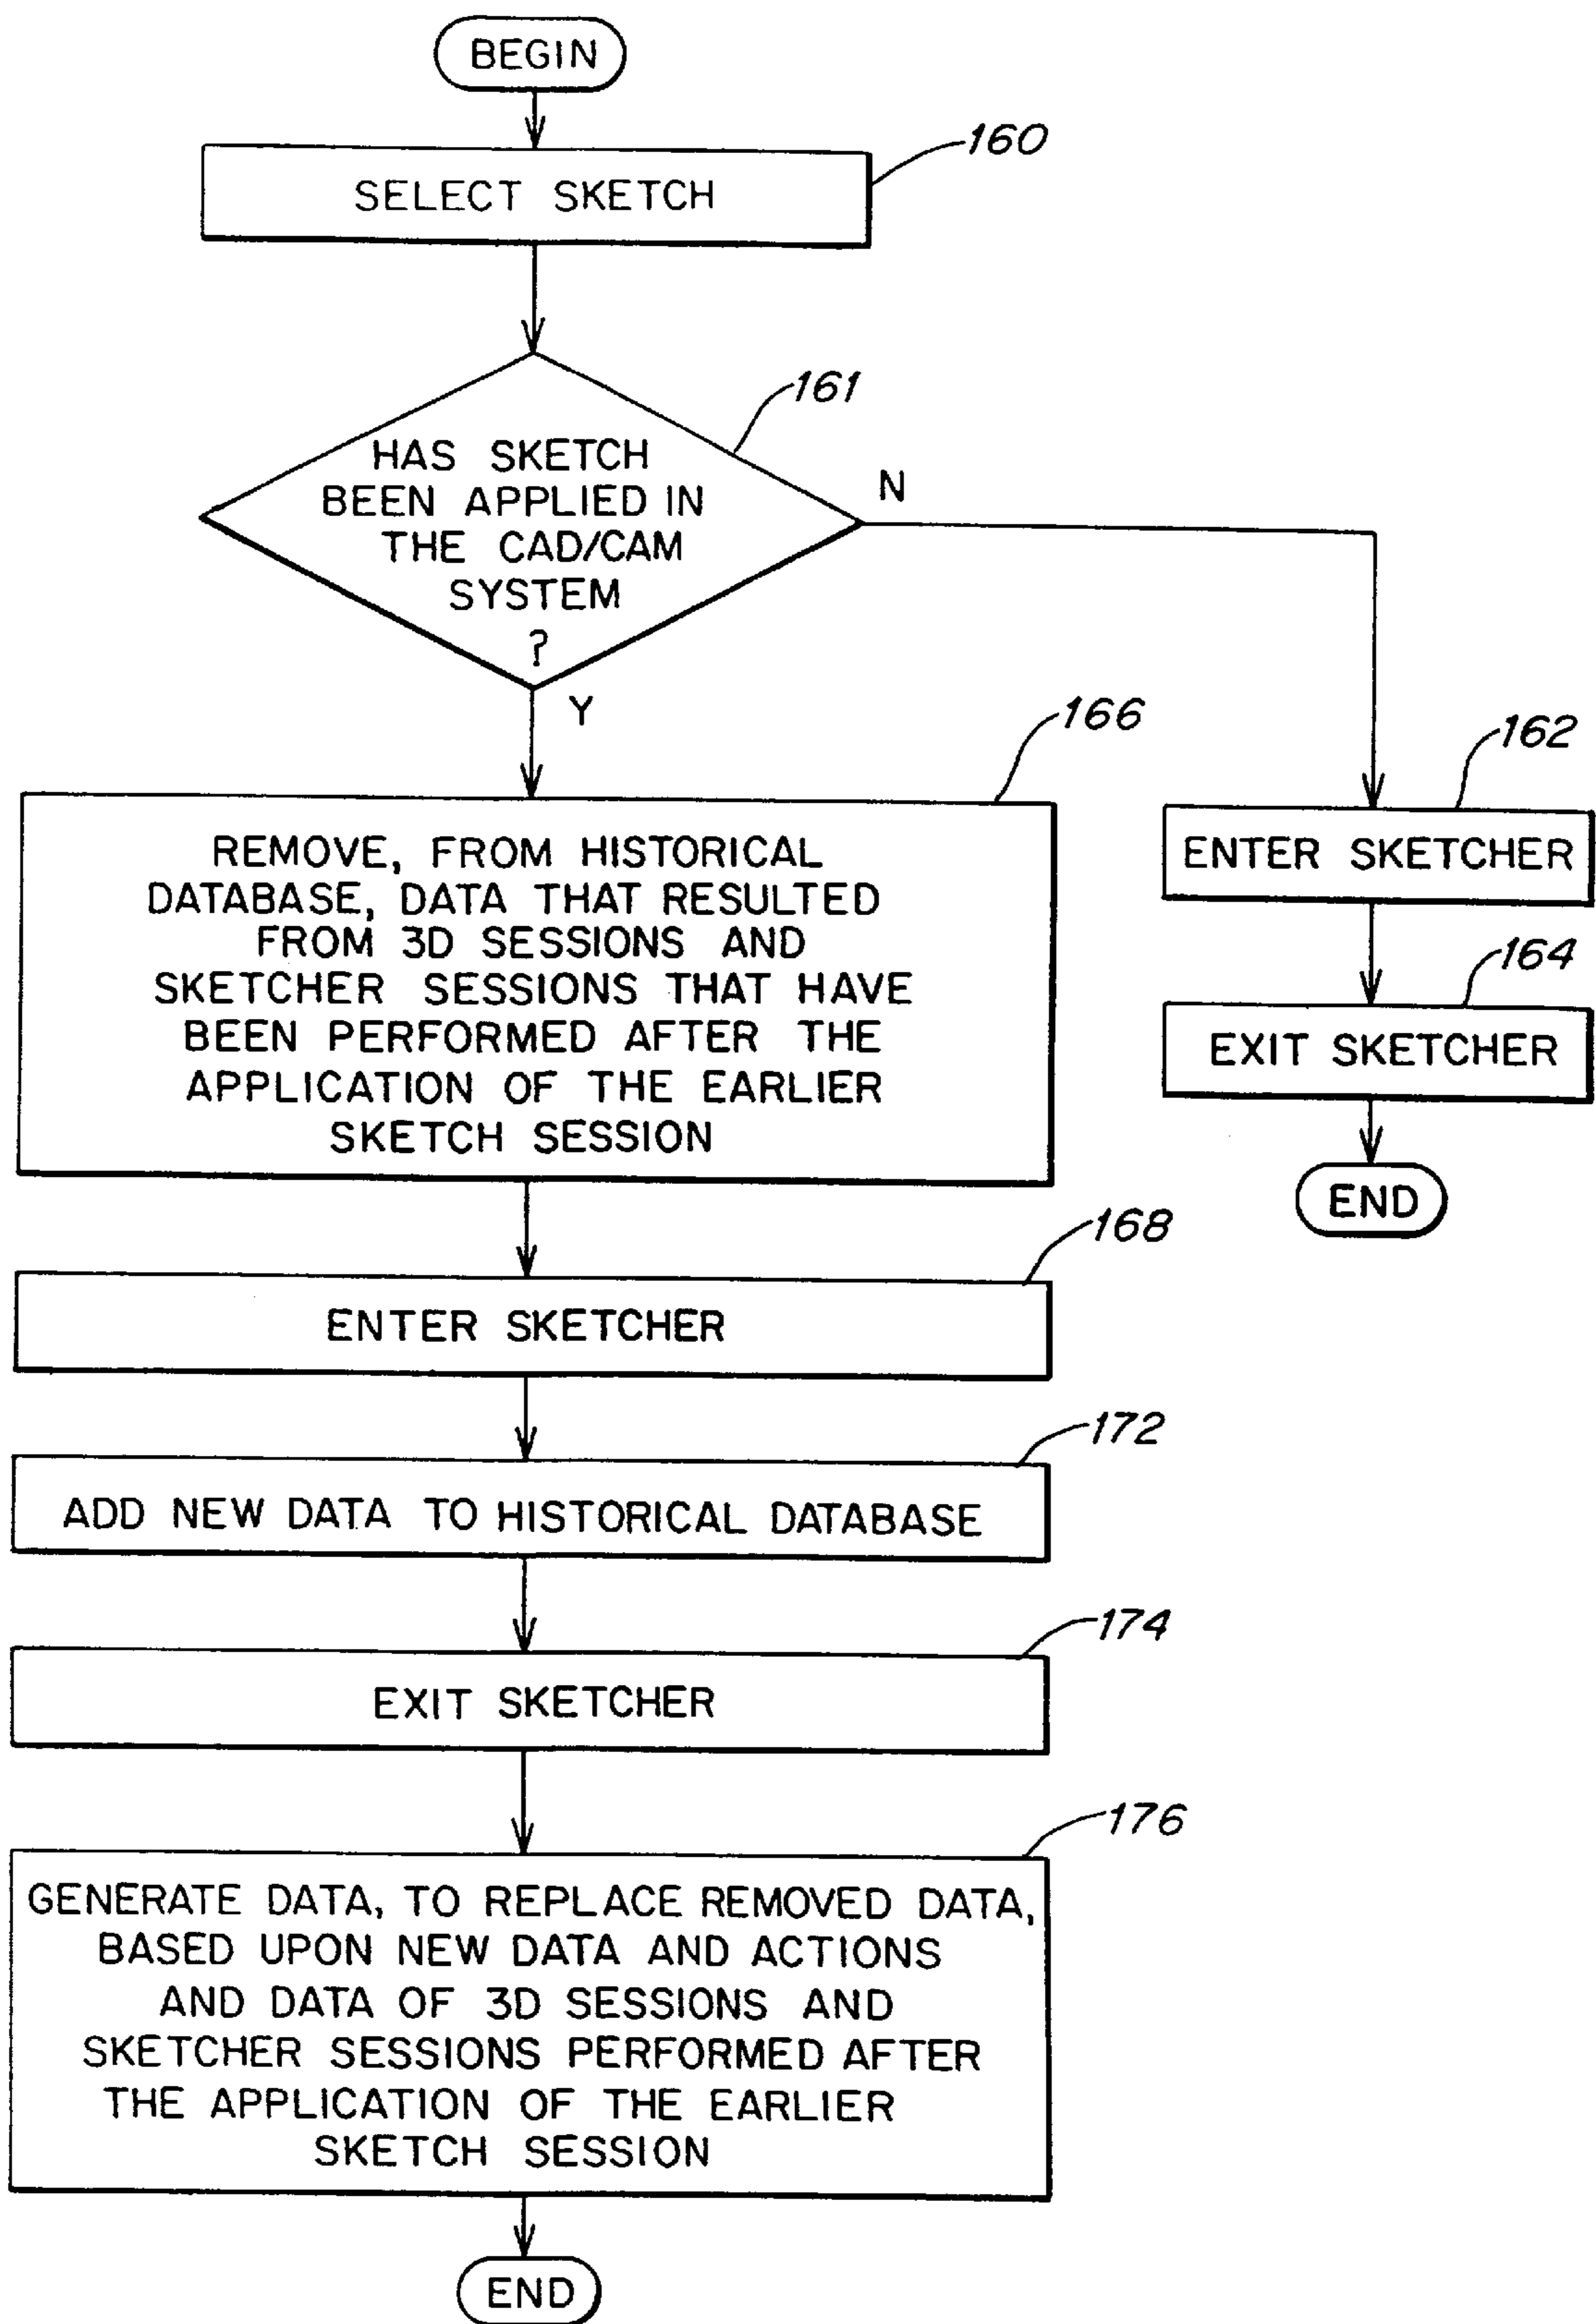 BEGIN
160
SELECT SKETCH
161
HAS SKETCH
BEEN APPLIED IN
THE CAD/CAM
SYSTEM
?
N
Y
166
REMOVE, FROM HISTORICAL
DATABASE, DATA THAT RESULTED
FROM 3D SESSIONS AND
SKETCHER SESSIONS THAT HAVE
BEEN PERFORMED AFTER THE
APPLICATION OF THE EARLIER
SKETCH SESSION
162
ENTER SKETCHER
164
EXIT SKETCHER
END
168
ENTER SKETCHER
172
ADD NEW DATA TO HISTORICAL DATABASE
174
EXIT SKETCHER
176
GENERATE DATA, TO REPLACE REMOVED DATA,
BASED UPON NEW DATA AND ACTIONS
AND DATA OF 3D SESSIONS AND
SKETCHER SESSIONS PERFORMED AFTER
THE APPLICATION OF THE EARLIER
SKETCH SESSION
END